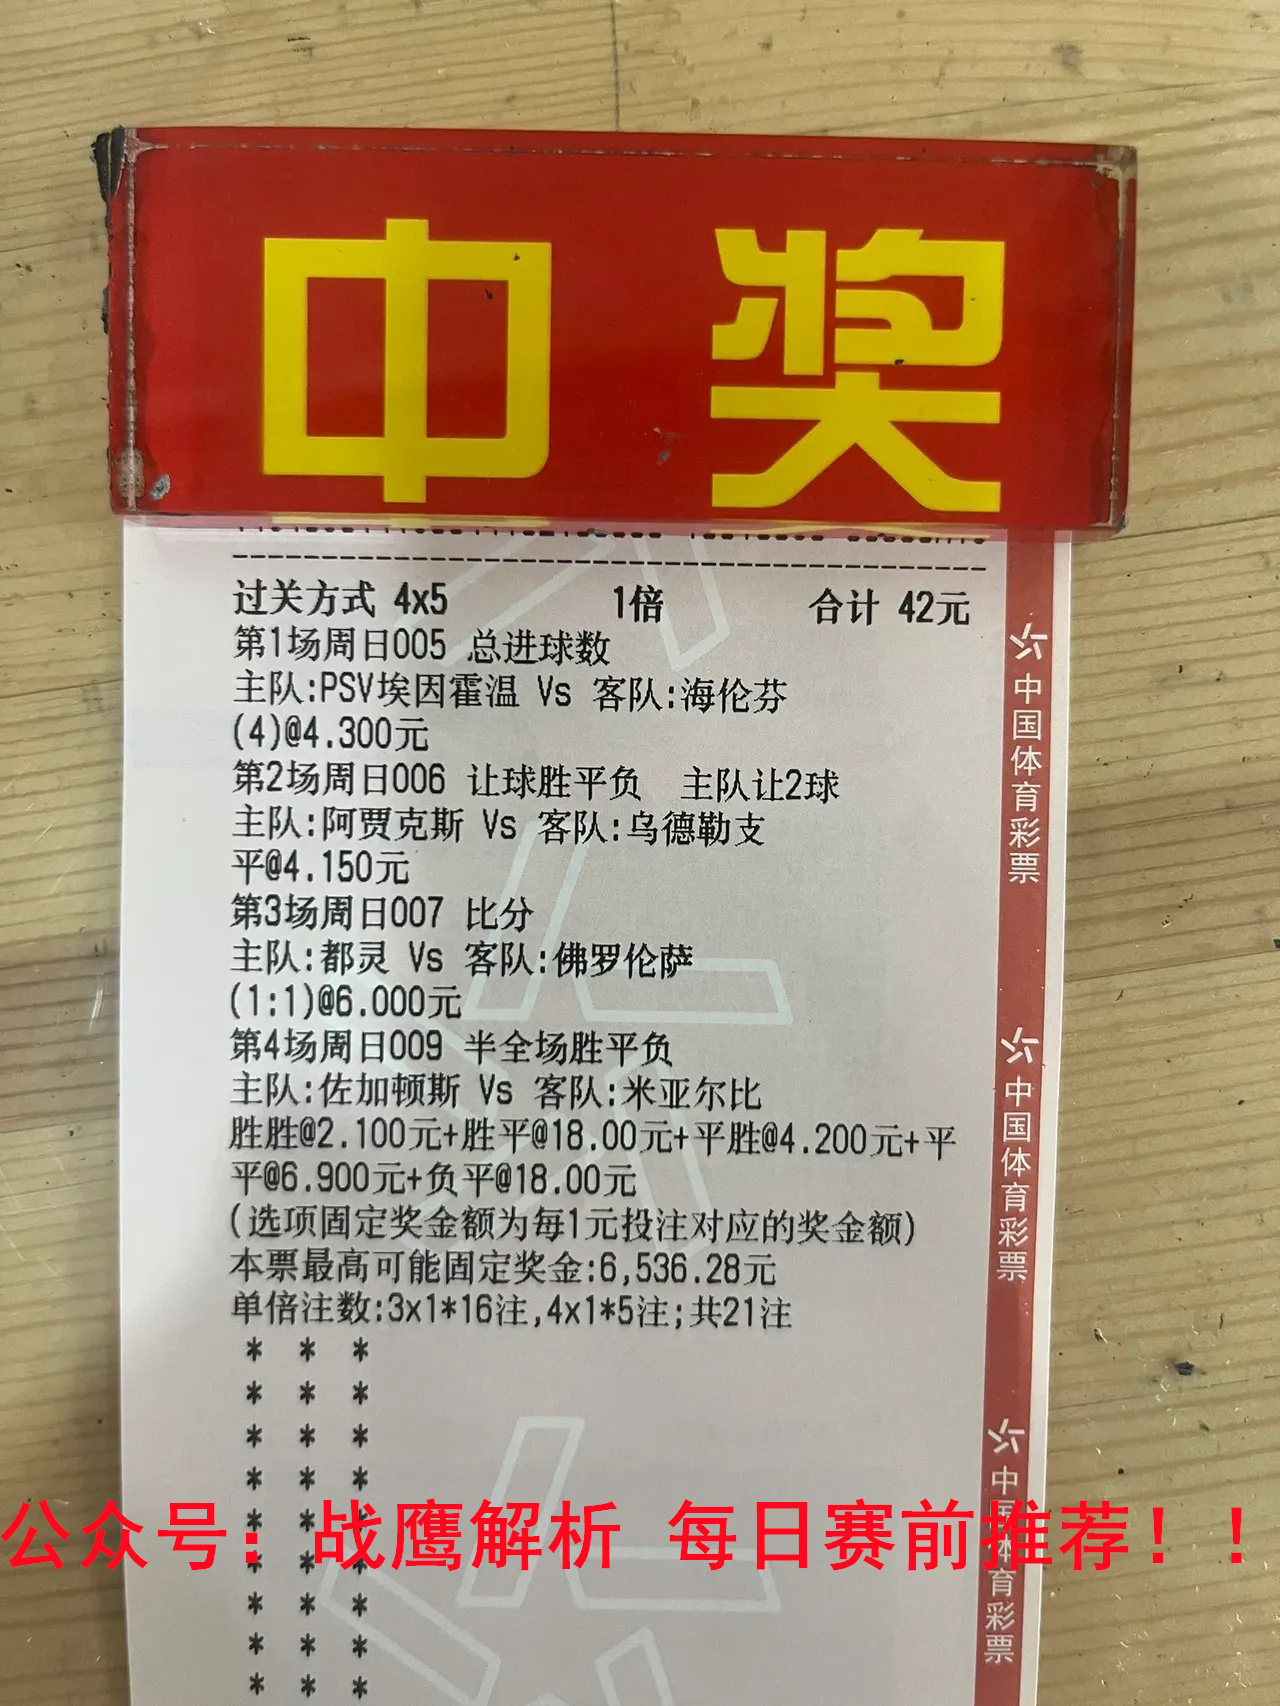 中奖
过关方式 4x5 1倍 合计 42元
第1场周日005 总进球数
主队:PSV埃因霍温 Vs 客队:海伦芬
(4)@4.300元
第2场周日006 让球胜平负 主队让2球
主队:阿贾克斯 Vs 客队:乌德勒支
平@4.150元
第3场周日007 比分
主队:都灵 Vs 客队:佛罗伦萨
(1:1)@6.000元
第4场周日009 半全场胜平负
主队:佐加顿斯 Vs 客队:米亚尔比
胜胜@2.100元+胜平@18.00元+平胜@4.200元+平
平@6.900元+负平@18.00元
(选项固定奖金额为每1元投注对应的奖金额)
本票最高可能固定奖金:6,536.28元
单倍注数:3x1*16注,4x1*5注;共21注
* * *
* * *
* * *
* * *
* * *
* * *
* * *
* * *
* * *
中国体育彩票
中国体育彩票
中国体育彩票
公众号：战鹰解析 每日赛前推荐！！